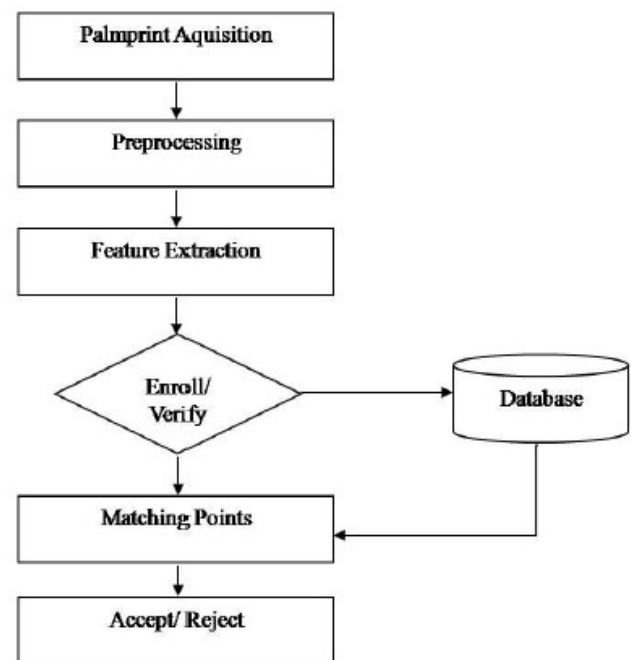 Palmprint Aquisition
Preprocessing
Feature Extraction
Enroll/
Verify
Database
Matching Points
Accept/ Reject